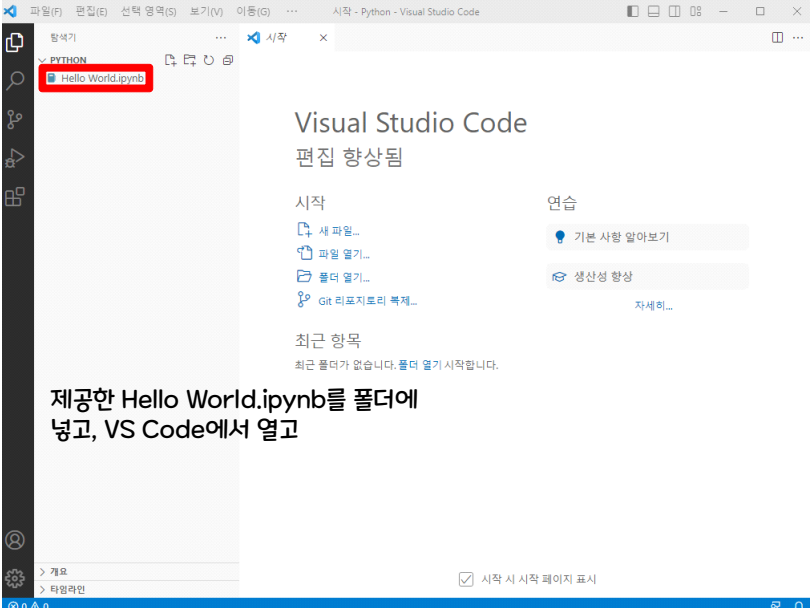 파일(F) 편집(E) 선택 영역(S) 보기(V) 이동(G) ··· 시작 - Python - Visual Studio Code
탐색기 ···
시작
PYTHON
Hello World.ipynb
Visual Studio Code
편집 향상됨
시작
새 파일...
파일 열기...
폴더 열기...
Git 리포지토리 복제...
연습
기본 사항 알아보기
생산성 향상
자세히...
최근 항목
최근 폴더가 없습니다. 폴더 열기 시작합니다.
제공한 Hello World.ipynb를 폴더에
넣고, VS Code에서 열고
개요
타임라인
시작 시 시작 페이지 표시
0 0